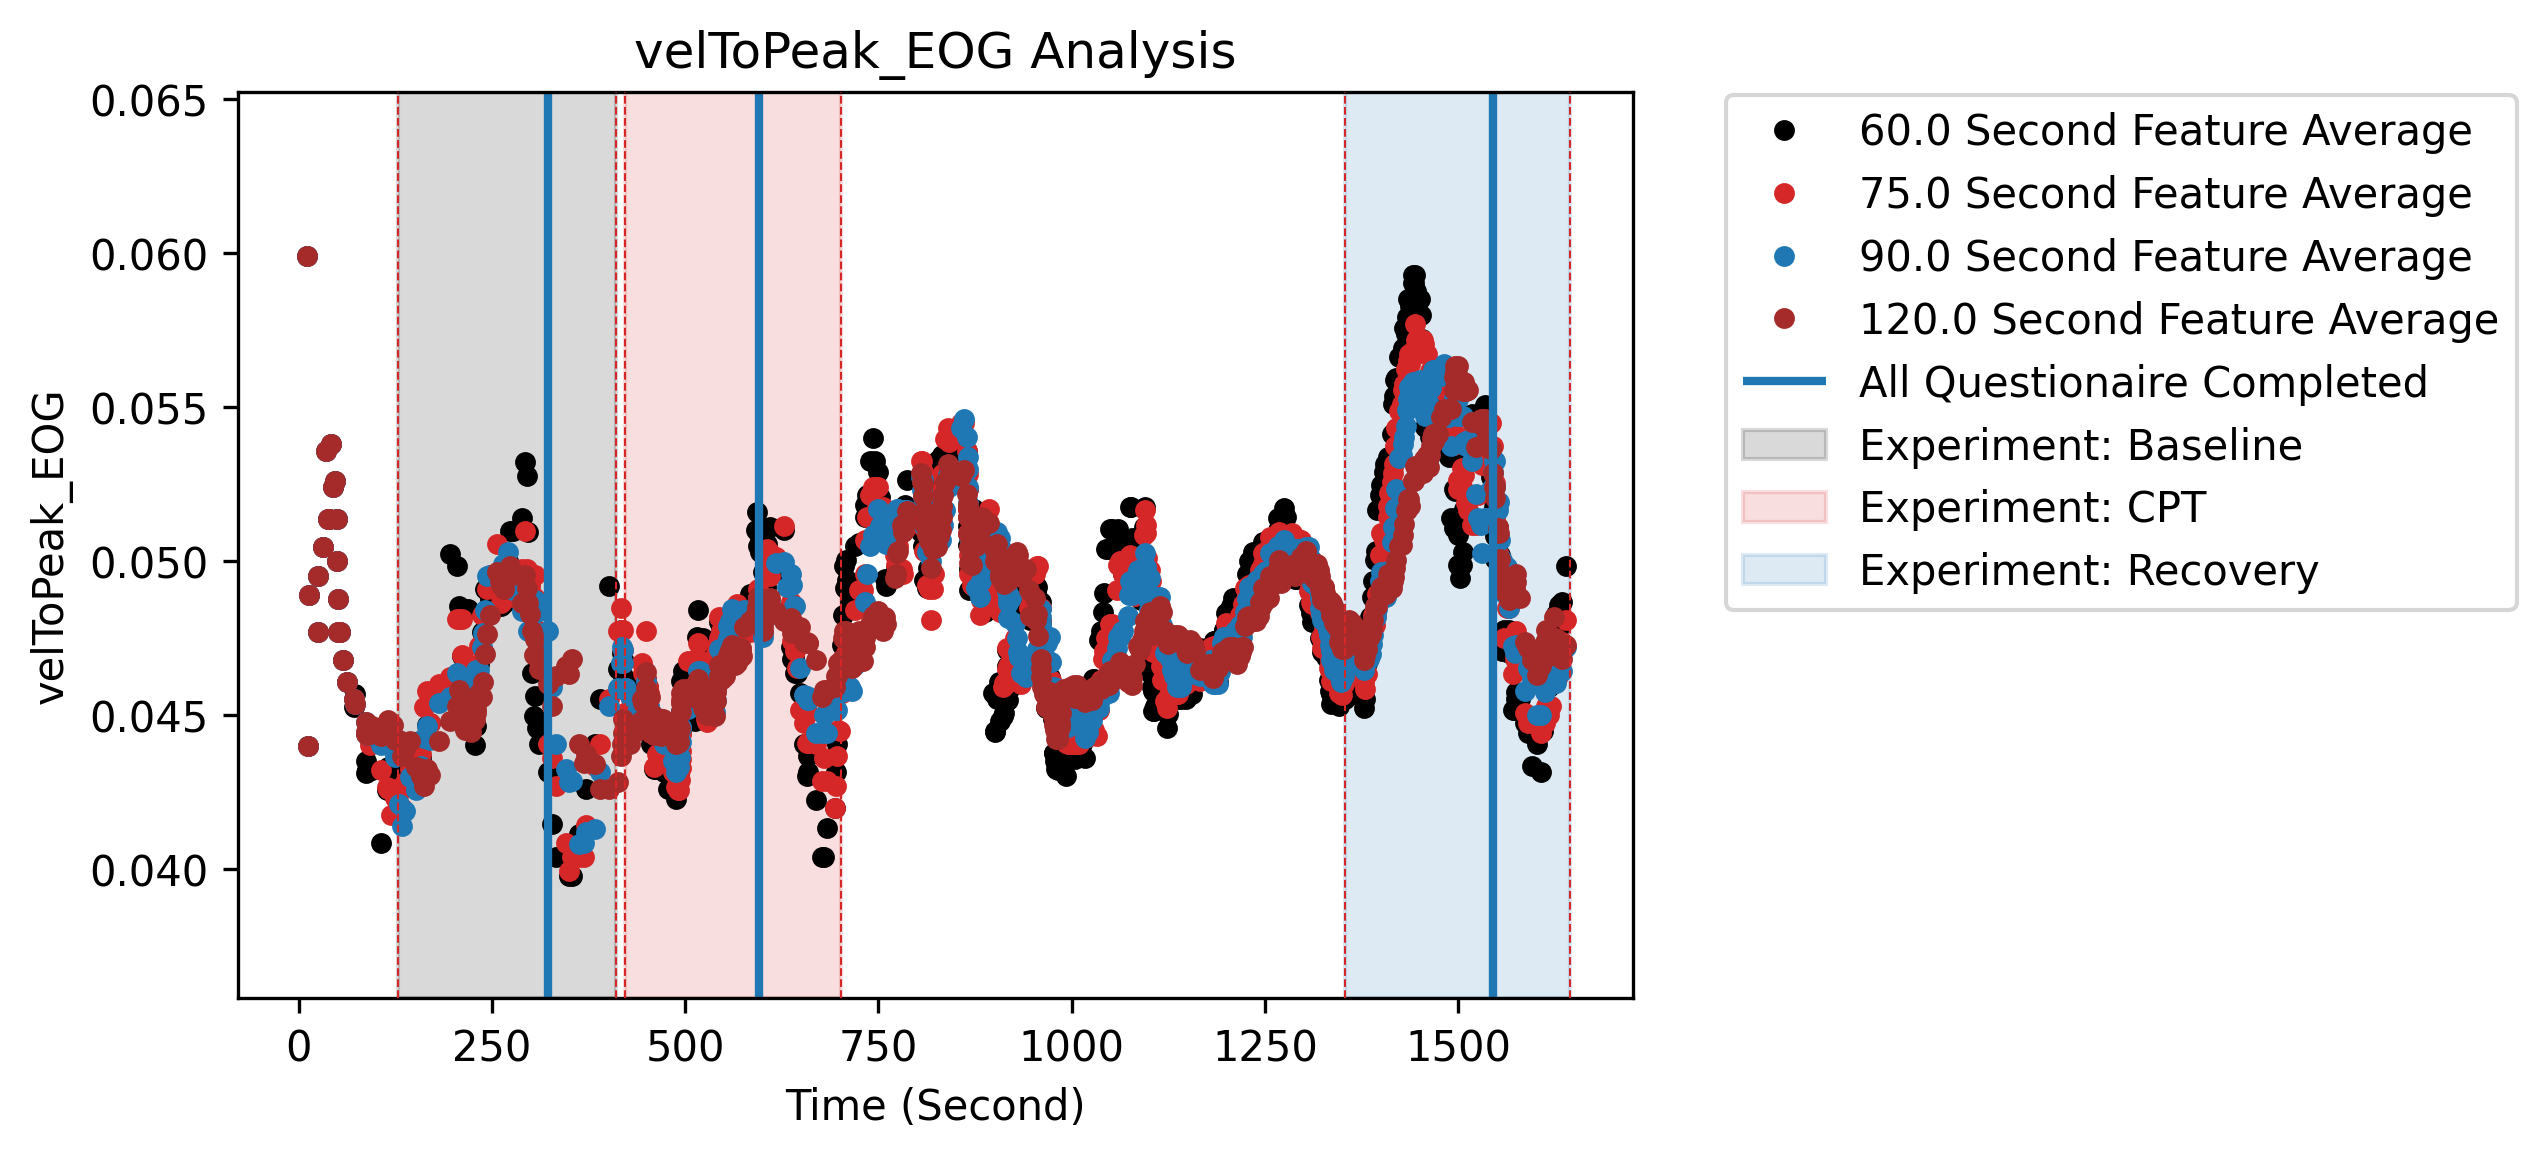 velToPeak_EOG Analysis
velToPeak_EOG
0.065
0.060
0.055
0.050
0.045
0.040
0
250
500
750
1000
1250
1500
Time (Second)
60.0 Second Feature Average
75.0 Second Feature Average
90.0 Second Feature Average
120.0 Second Feature Average
All Questionaire Completed
Experiment: Baseline
Experiment: CPT
Experiment: Recovery